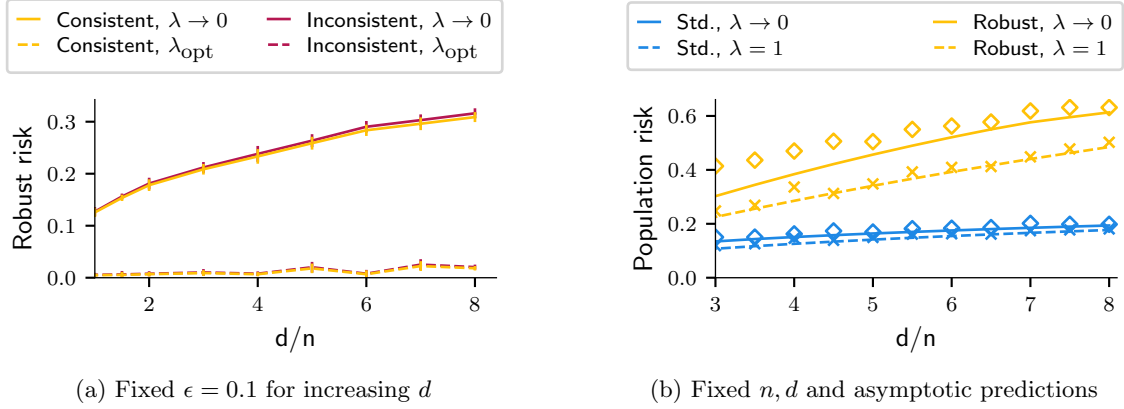 Consistent, λ → 0
Inconsistent, λ → 0
Consistent, λopt
Inconsistent, λopt
Robust risk
0.3
0.2
0.1
0.0
2
4
6
8
d/n
(a) Fixed ϵ = 0.1 for increasing d
Std., λ → 0
Robust, λ → 0
Std., λ = 1
Robust, λ = 1
Population risk
0.6
0.4
0.2
0.0
3
4
5
6
7
8
d/n
(b) Fixed n, d and asymptotic predictions